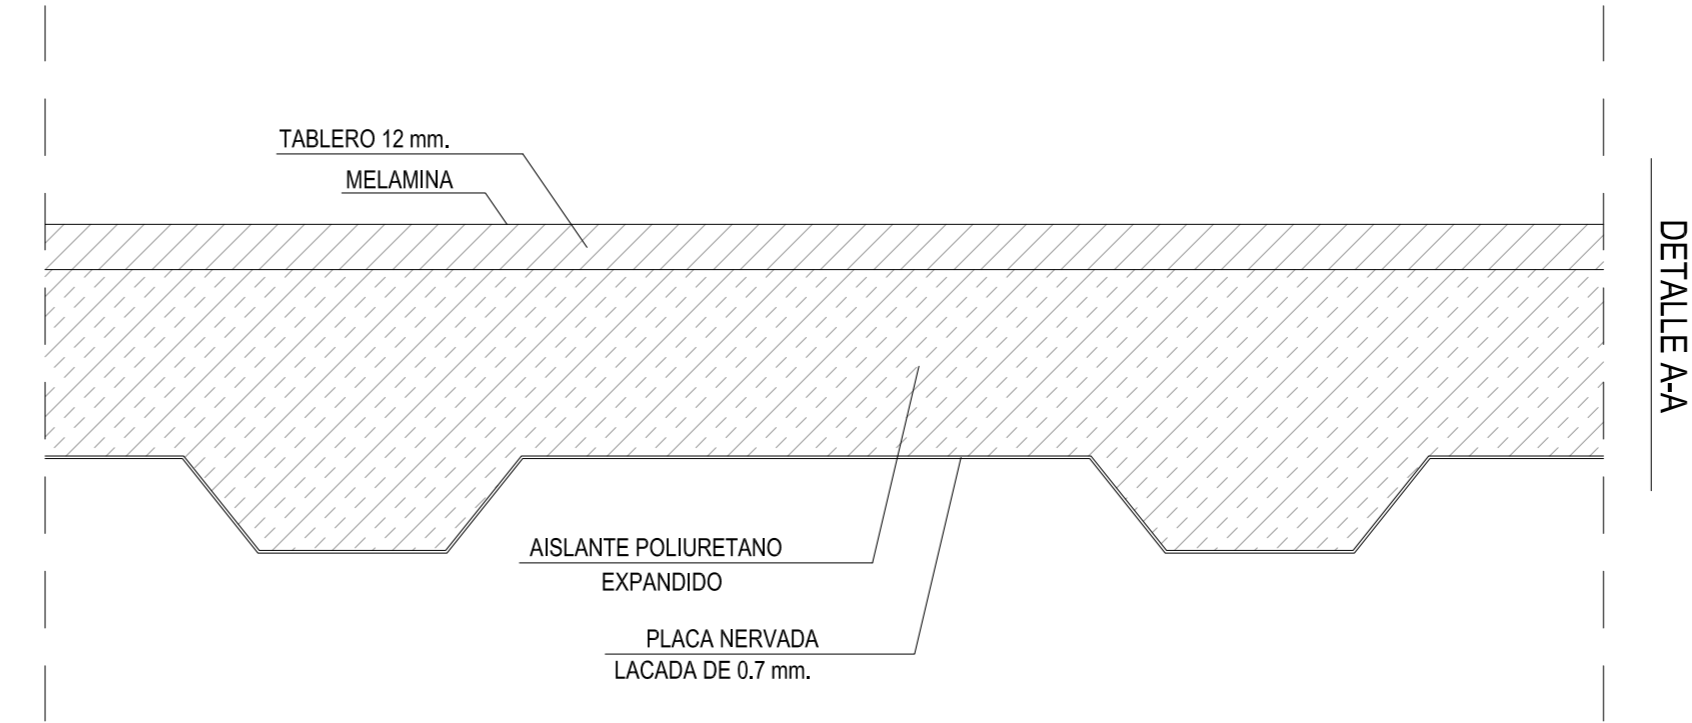 TABLERO 12 mm.
MELAMINA
DETALLE A-A
AISLANTE POLIURETANO
EXPANDIDO
PLACA NERVADA
LACADA DE 0.7 mm.